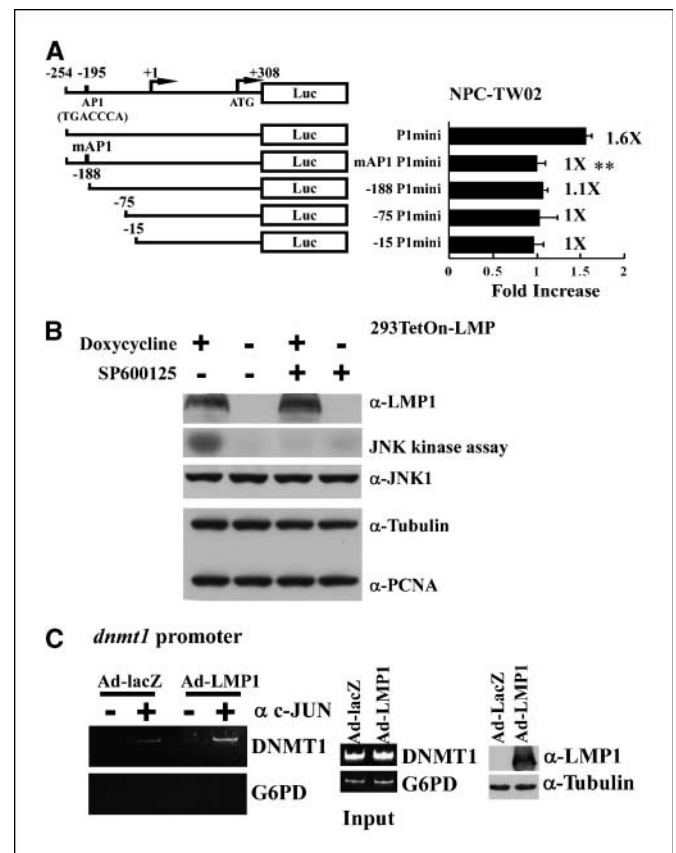 A
-254 -195 +1 +308
AP1 ATG Luc
(TGACCCA)
Luc
mAP1
Luc
-188
Luc
-75
Luc
-15
Luc
NPC-TW02
P1mini 1.6X
mAP1 P1mini 1X **
-188 P1mini 1.1X
-75 P1mini 1X
-15 P1mini 1X
0 0.5 1 1.5 2
Fold Increase
B
293TetOn-LMP
Doxycycline + - + -
SP600125 - - + +
α-LMP1
JNK kinase assay
α-JNK1
α-Tubulin
α-PCNA
C dnmt1 promoter
Ad-lacZ Ad-LMP1
- + - + α c-JUN
DNMT1
G6PD
Ad-lacZ
Ad-LMP1
DNMT1
G6PD
Input
Ad-LacZ
Ad-LMP1
α-LMP1
α-Tubulin